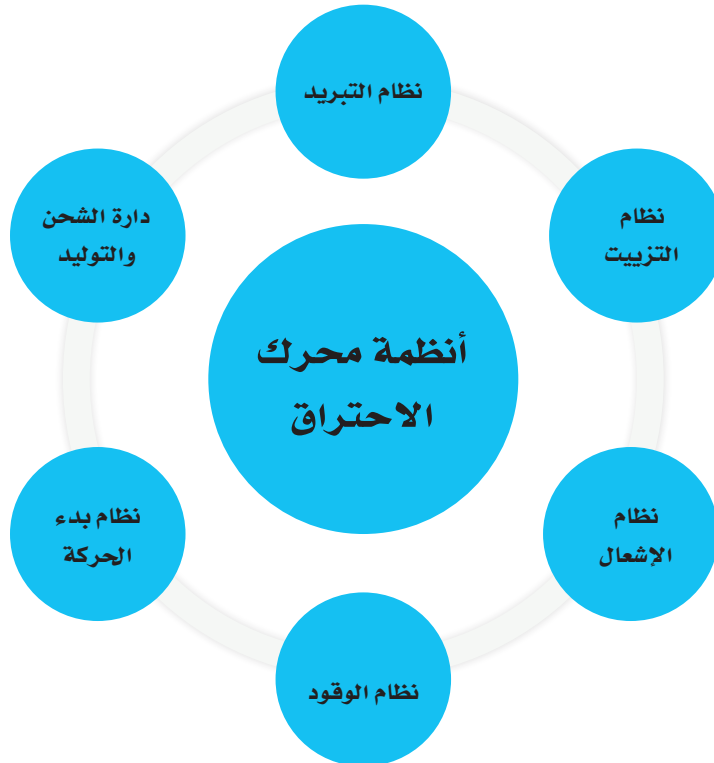 نظام التبريد
نظام
التزييت
نظام
الإشعال
نظام الوقود
نظام بدء
الحركة
دارة الشحن
والتوليد
أنظمة محرك
الاحتراق